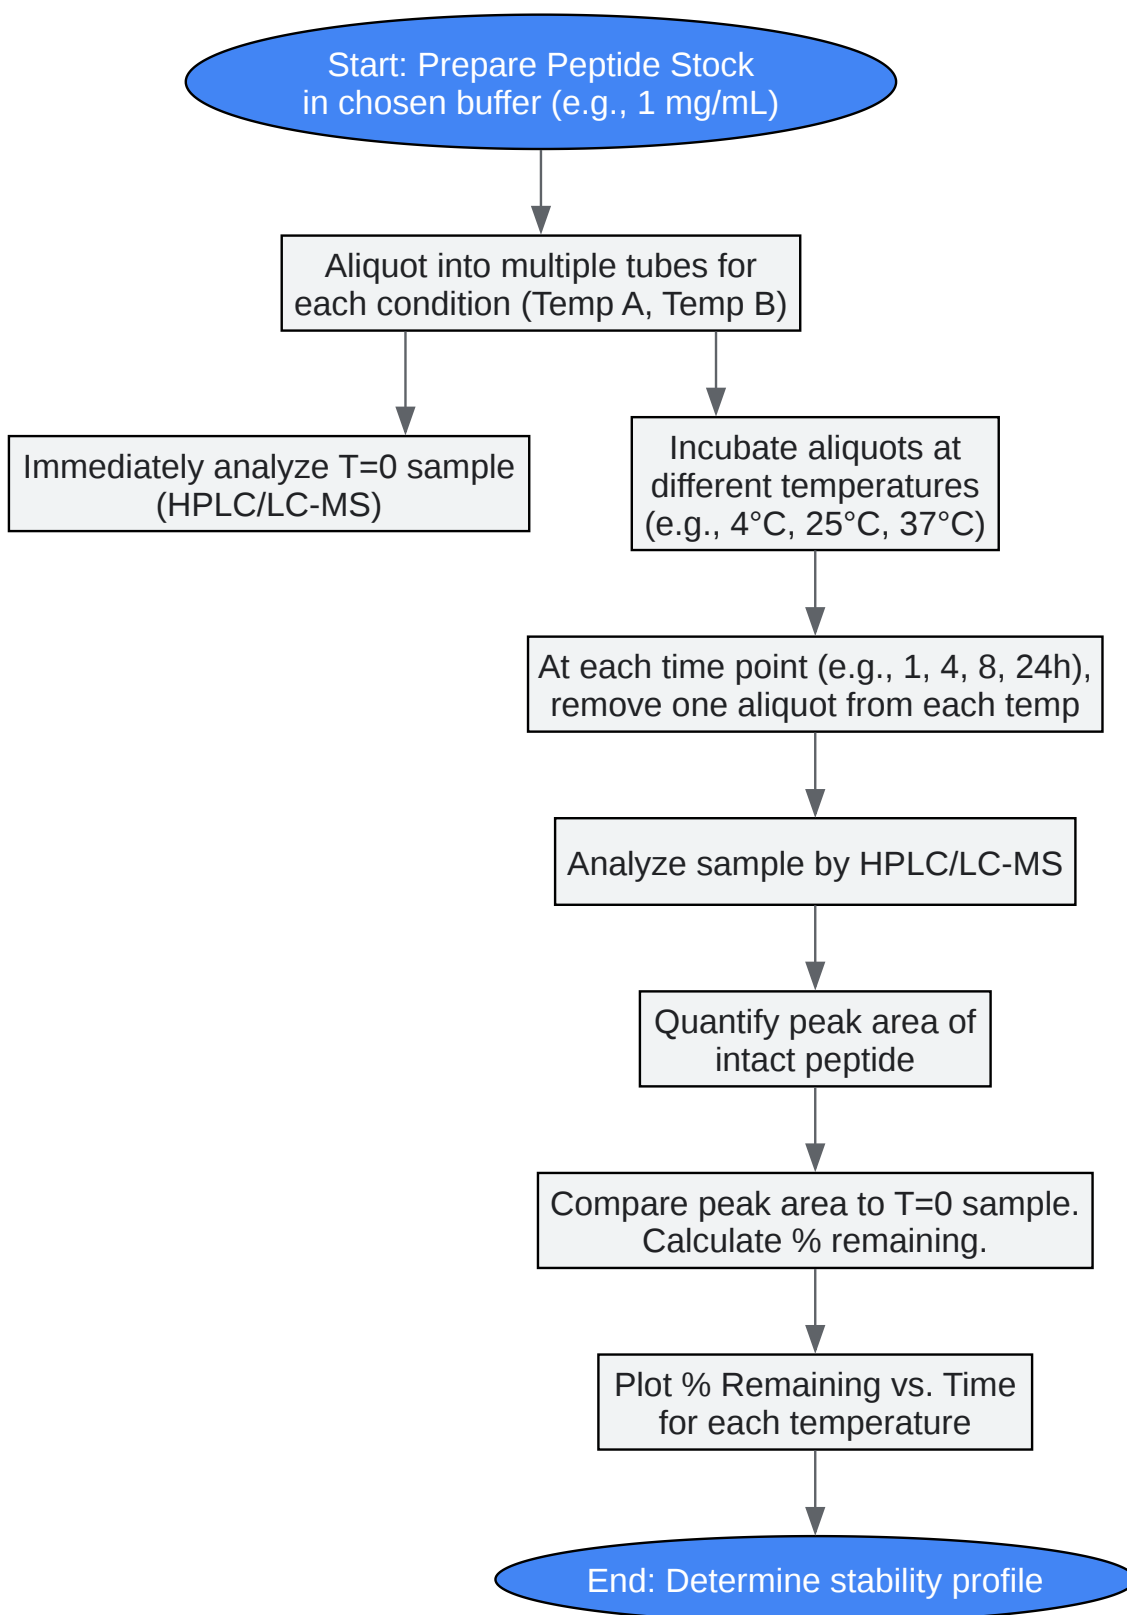 Start: Prepare Peptide Stock
in chosen buffer (e.g., 1 mg/mL)
Aliquot into multiple tubes for
each condition (Temp A, Temp B)
Immediately analyze T=0 sample
(HPLC/LC-MS)
Incubate aliquots at
different temperatures
(e.g., 4°C, 25°C, 37°C)
At each time point (e.g., 1, 4, 8, 24h),
remove one aliquot from each temp
Analyze sample by HPLC/LC-MS
Quantify peak area of
intact peptide
Compare peak area to T=0 sample.
Calculate % remaining.
Plot % Remaining vs. Time
for each temperature
End: Determine stability profile